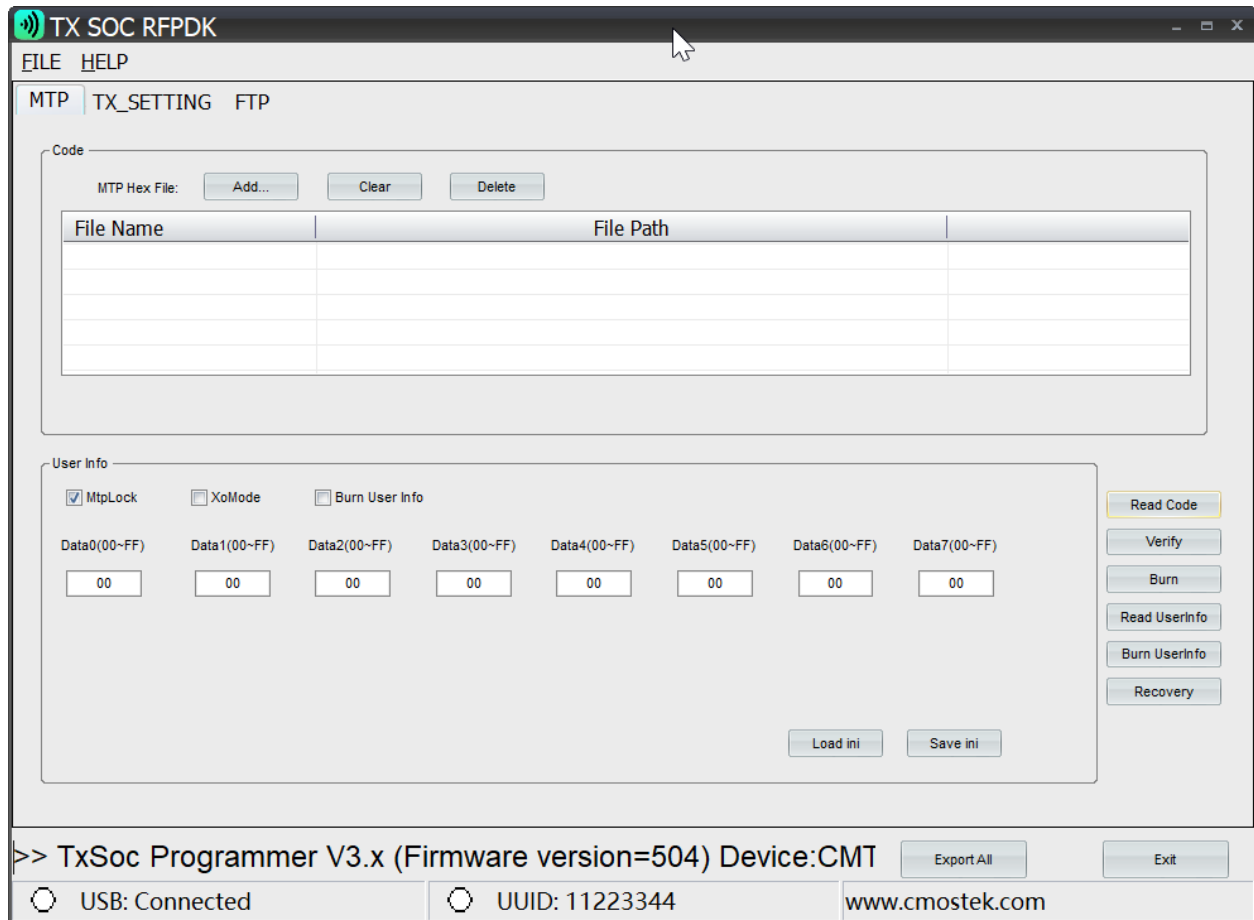 TX SOC RFPDK
FILE HELP
MTP TX_SETTING FTP
Code
MTP Hex File: Add... Clear Delete
File Name File Path
User Info
MtpLock XoMode Burn User Info
Read Code
Data0(00~FF) Data1(00~FF) Data2(00~FF) Data3(00~FF) Data4(00~FF) Data5(00~FF) Data6(00~FF) Data7(00~FF)
Verify
00 00 00 00 00 00 00 00
Burn
Read UserInfo
Burn UserInfo
Recovery
Load ini Save ini
>> TxSoc Programmer V3.x (Firmware version=504) Device:CMT
Export All Exit
USB: Connected UUID: 11223344 www.cmostek.com